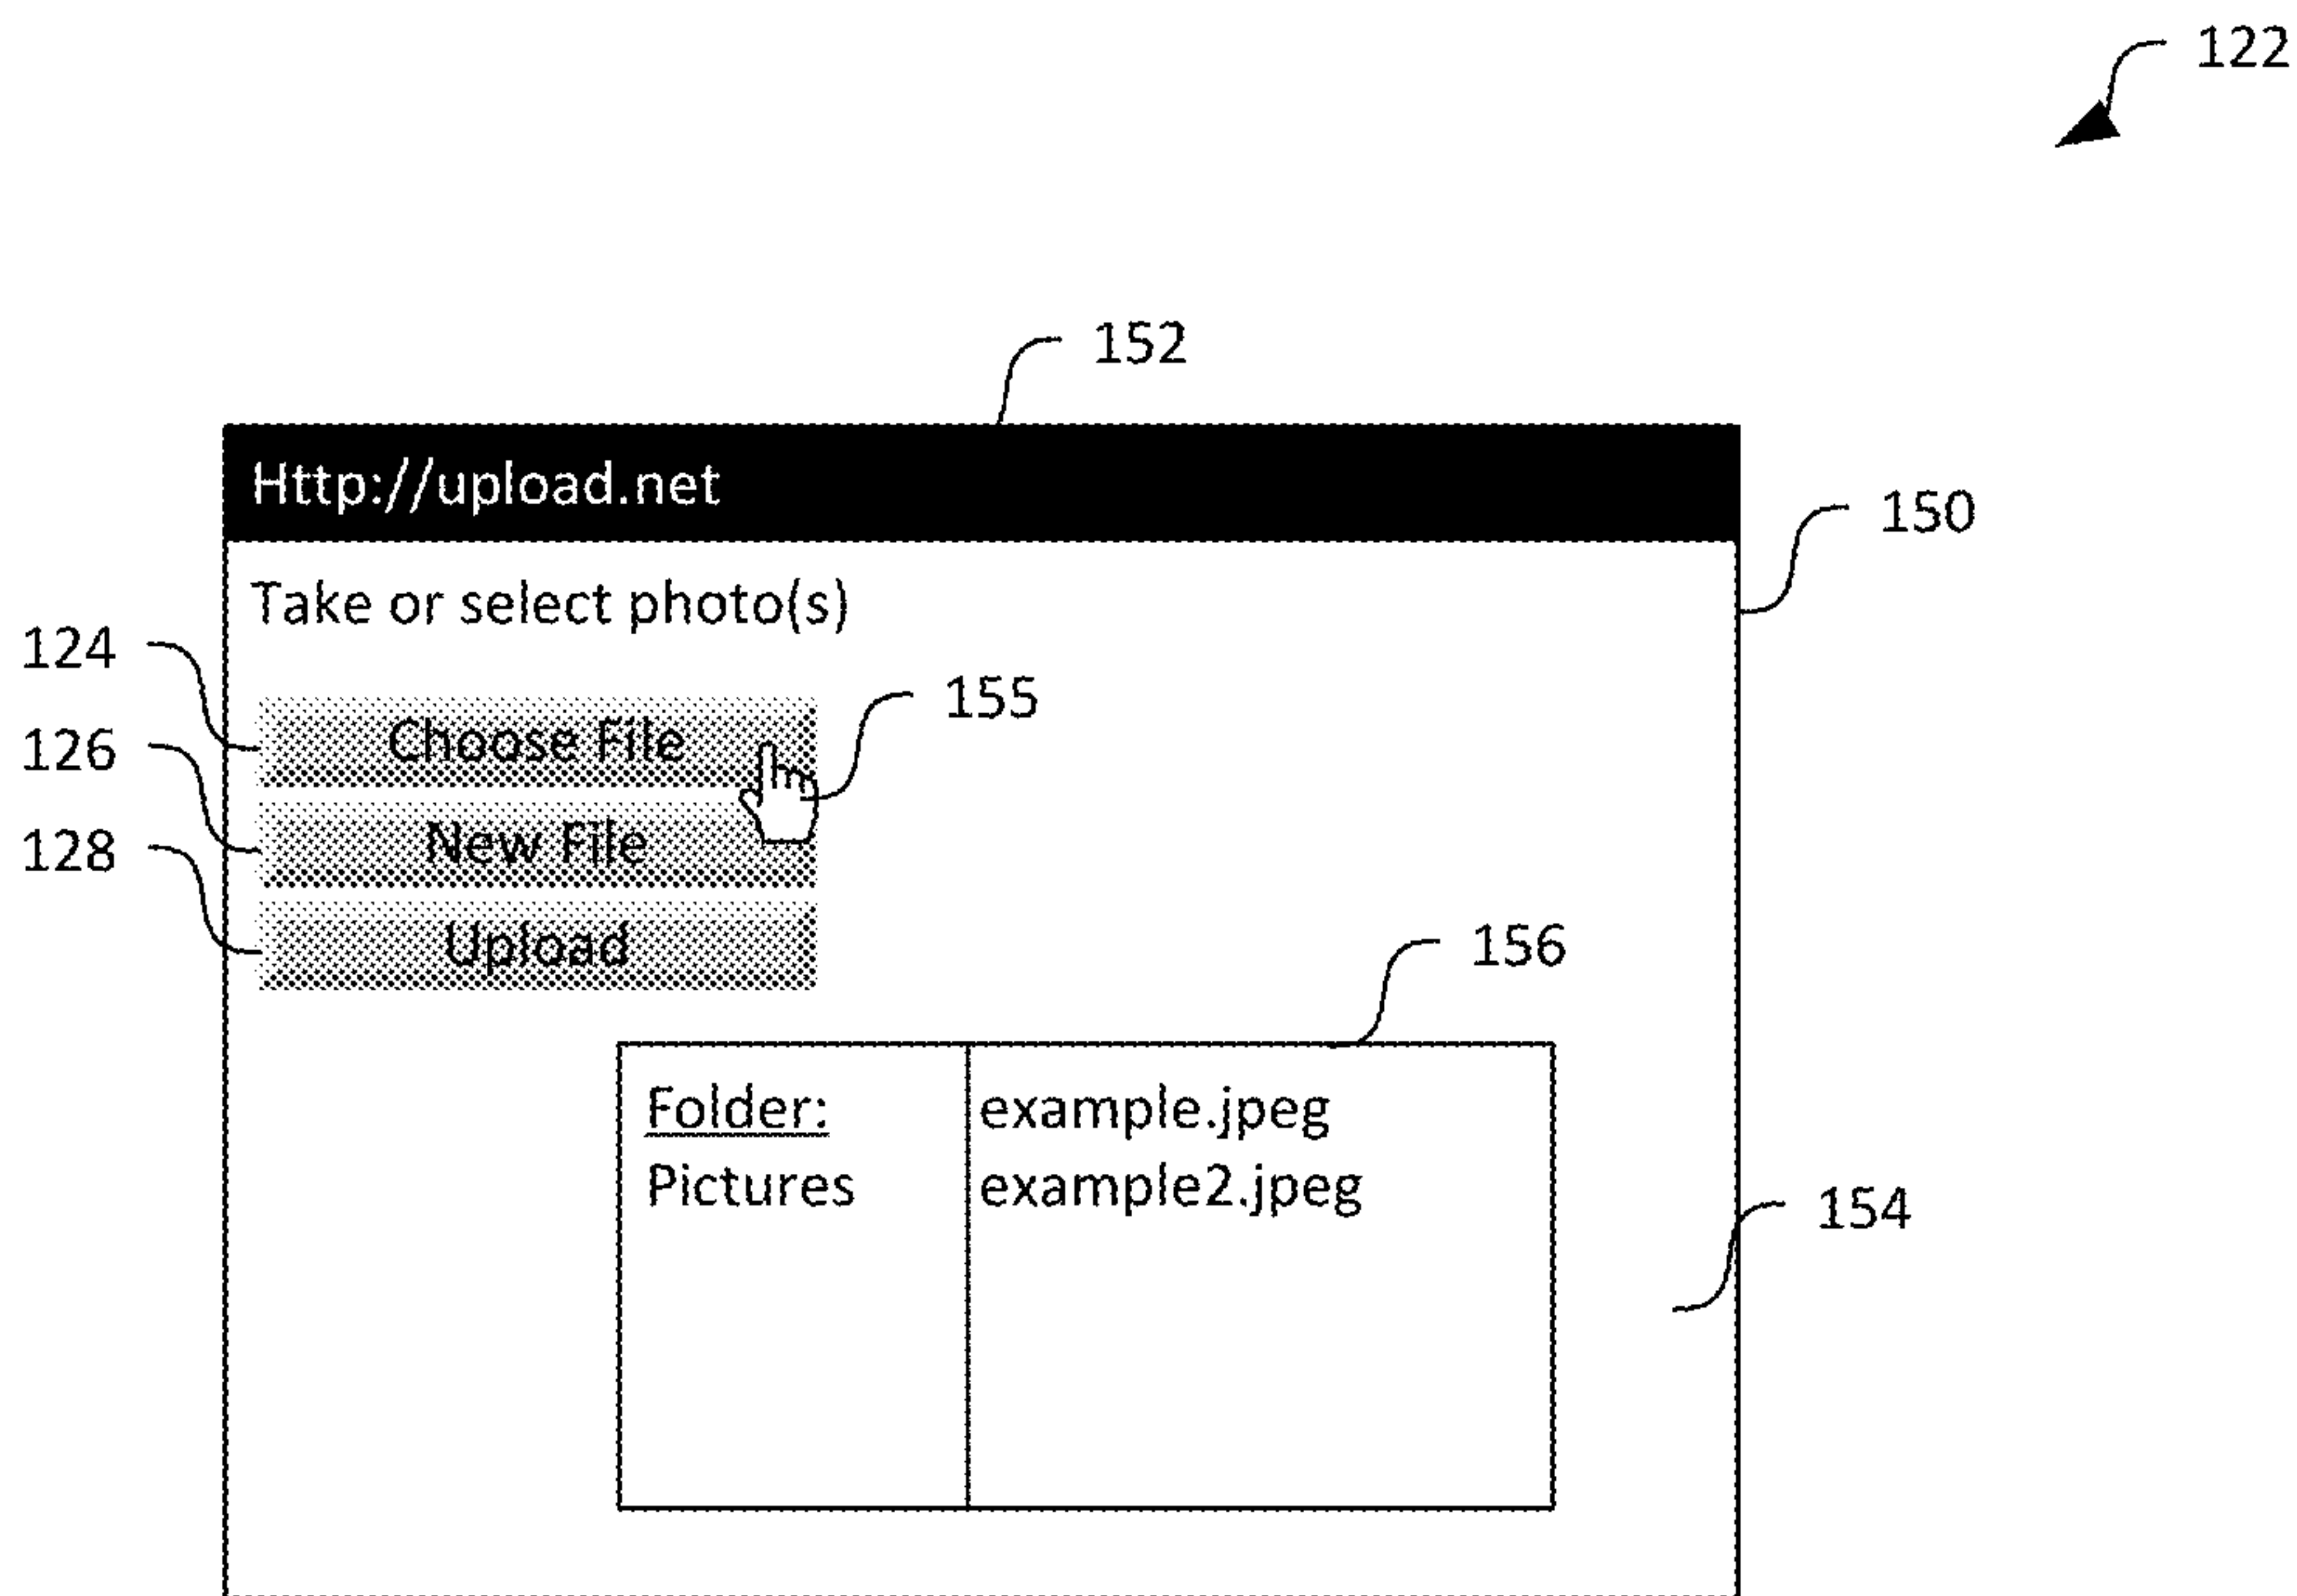 122
152
Http://upload.net
150
Take or select photo(s)
124
155
Choose File
126
New File
128
Upload
156
Folder: example.jpeg
Pictures example2.jpeg
154